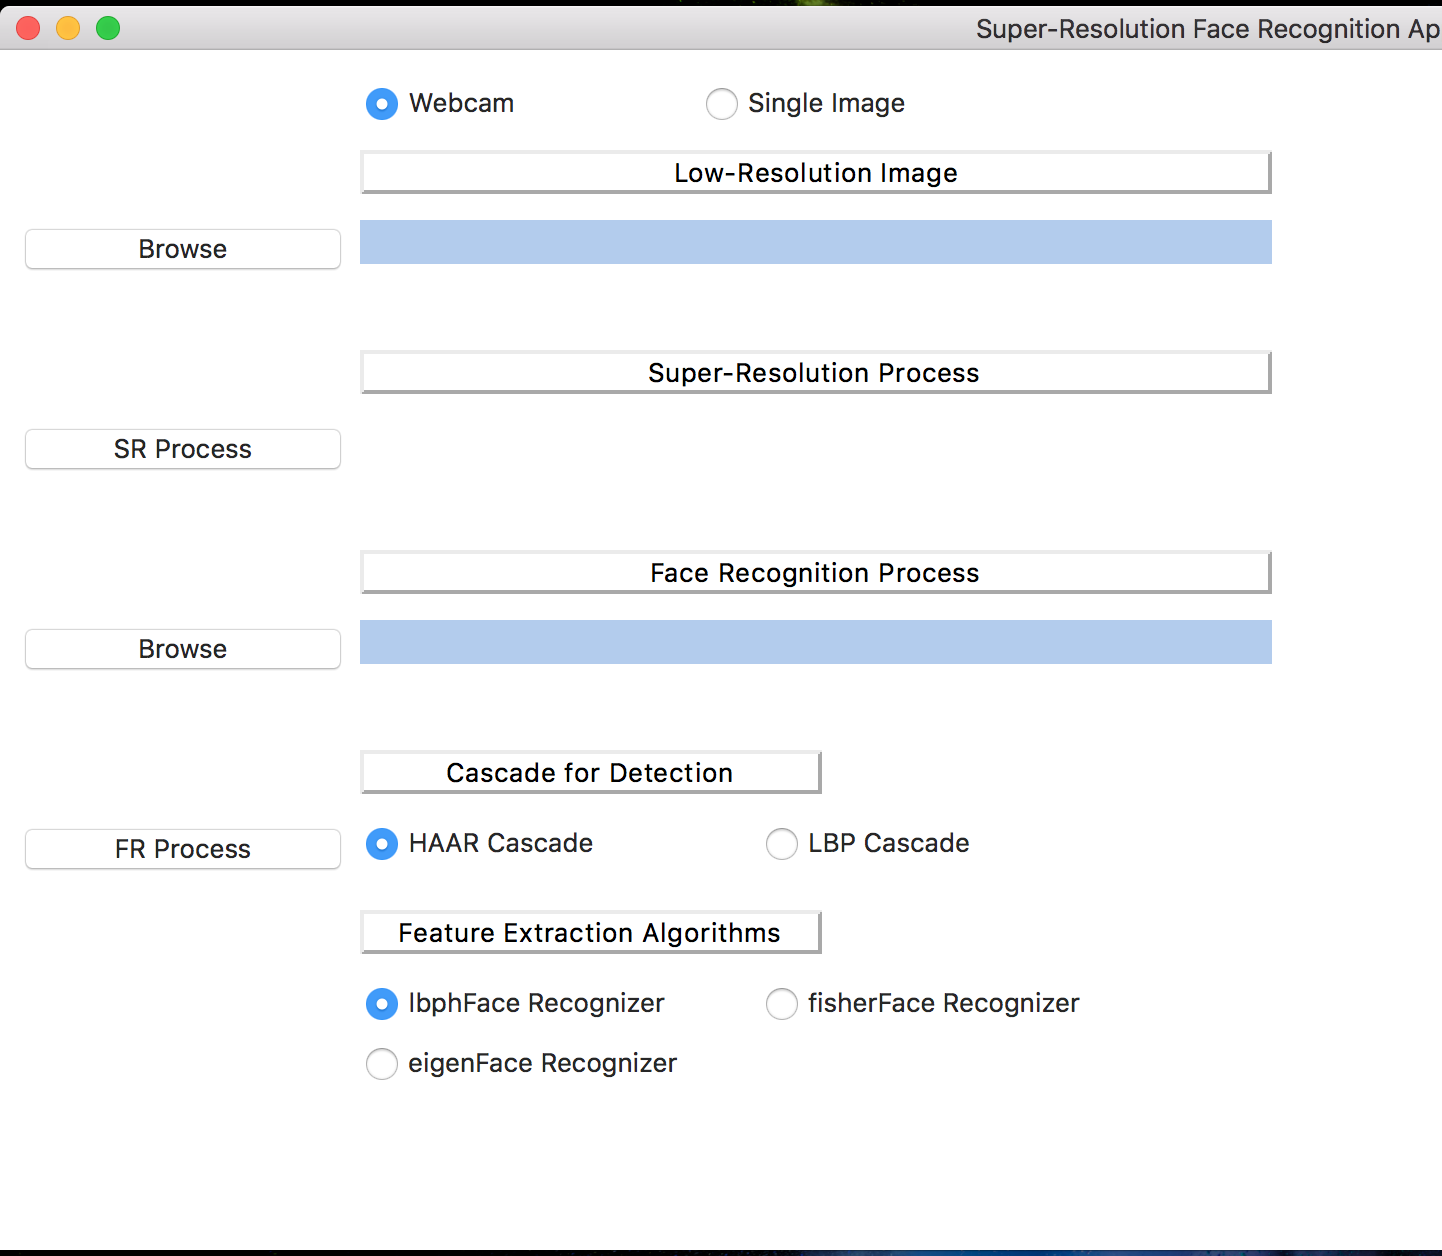 Super-Resolution Face Recognition Ap
Webcam Single Image
Low-Resolution Image
Browse
Super-Resolution Process
SR Process
Face Recognition Process
Browse
Cascade for Detection
FR Process HAAR Cascade LBP Cascade
Feature Extraction Algorithms
lbphFace Recognizer fisherFace Recognizer
eigenFace Recognizer